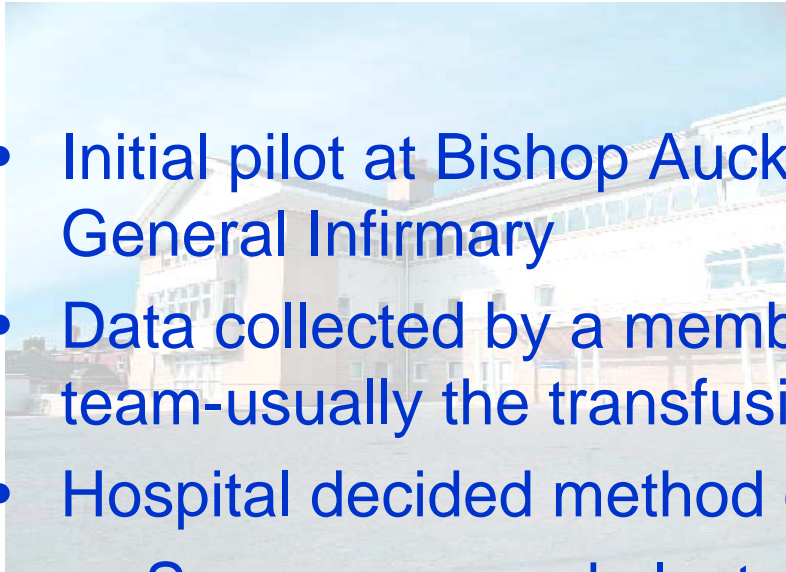 • Initial pilot at Bishop Auck
General Infirmary
• Data collected by a memb
team-usually the transfusi
• Hospital decided method